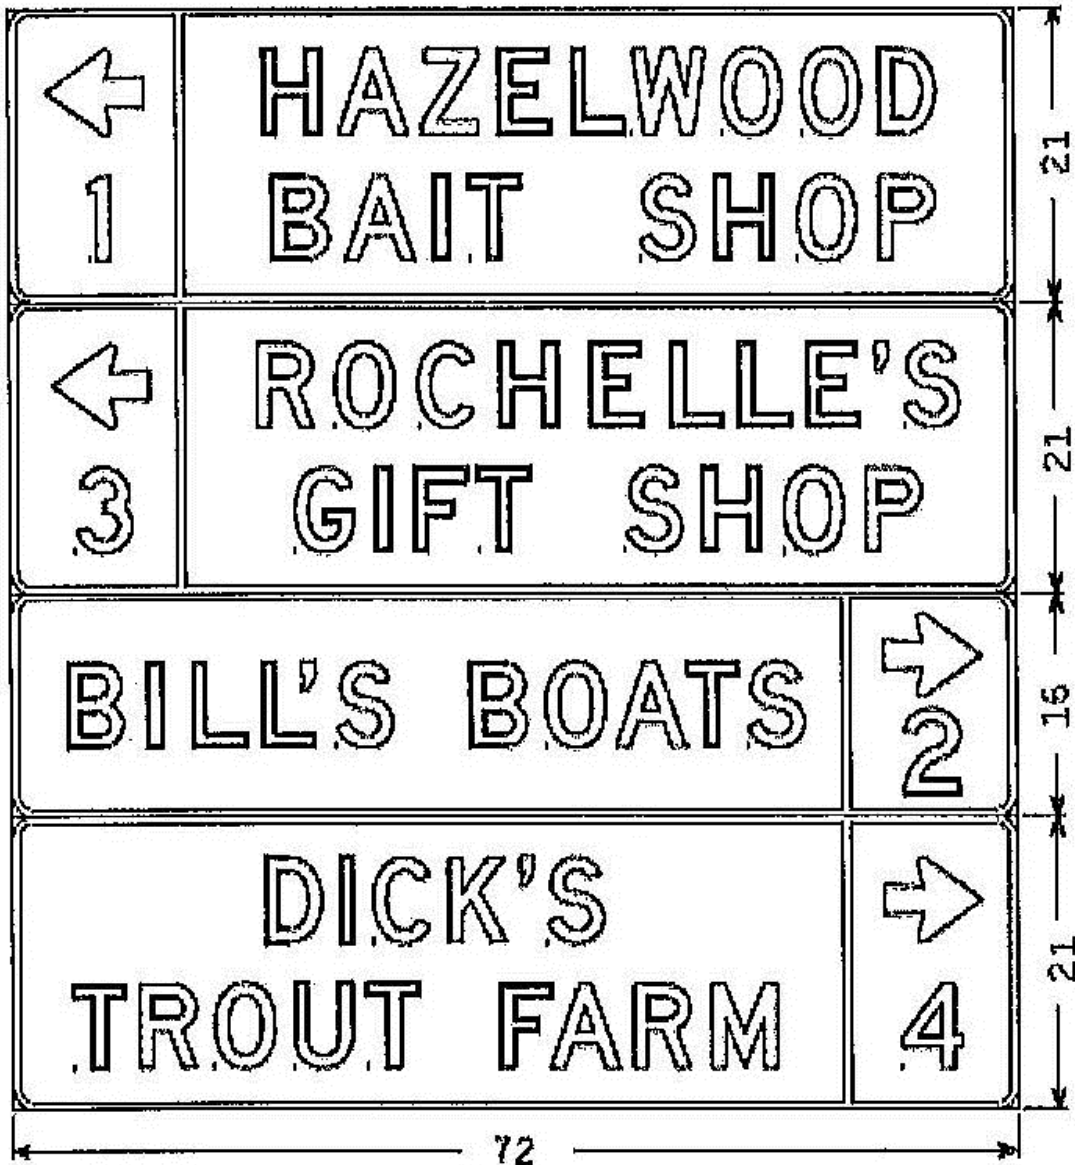 HAZELWOOD
1 BAIT SHOP
21
ROCHELLE'S
3 GIFT SHOP
21
BILL'S BOATS
2
16
DICK'S
TROUT FARM 4
21
72